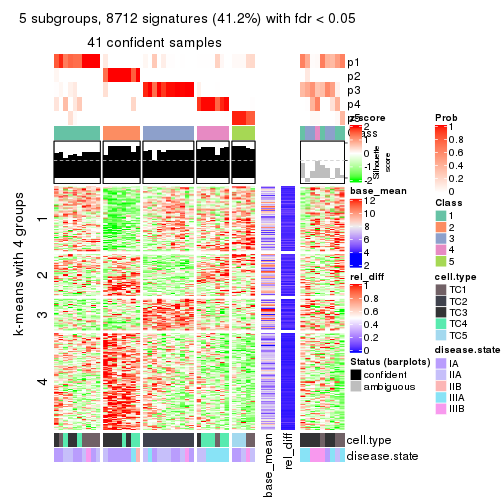 5 subgroups, 8712 signatures (41.2%) with fdr < 0.05
41 confident samples
p1
p2
p3
p4
z-score
2
1
0
-1
-2
Silhouette
score
k-means with 4 groups
1
2
3
4
base_mean
12
10
8
6
4
2
rel_diff
1
0.8
0.6
0.4
0.2
0
Status (barplots)
confident
ambiguous
Prob
1
0.8
0.6
0.4
0.2
0
Class
1
2
3
4
5
cell.type
TC1
TC2
TC3
TC4
TC5
disease.state
IA
IIA
IIB
IIIA
IIIB
cell.type
disease.state
base_mean
rel_diff